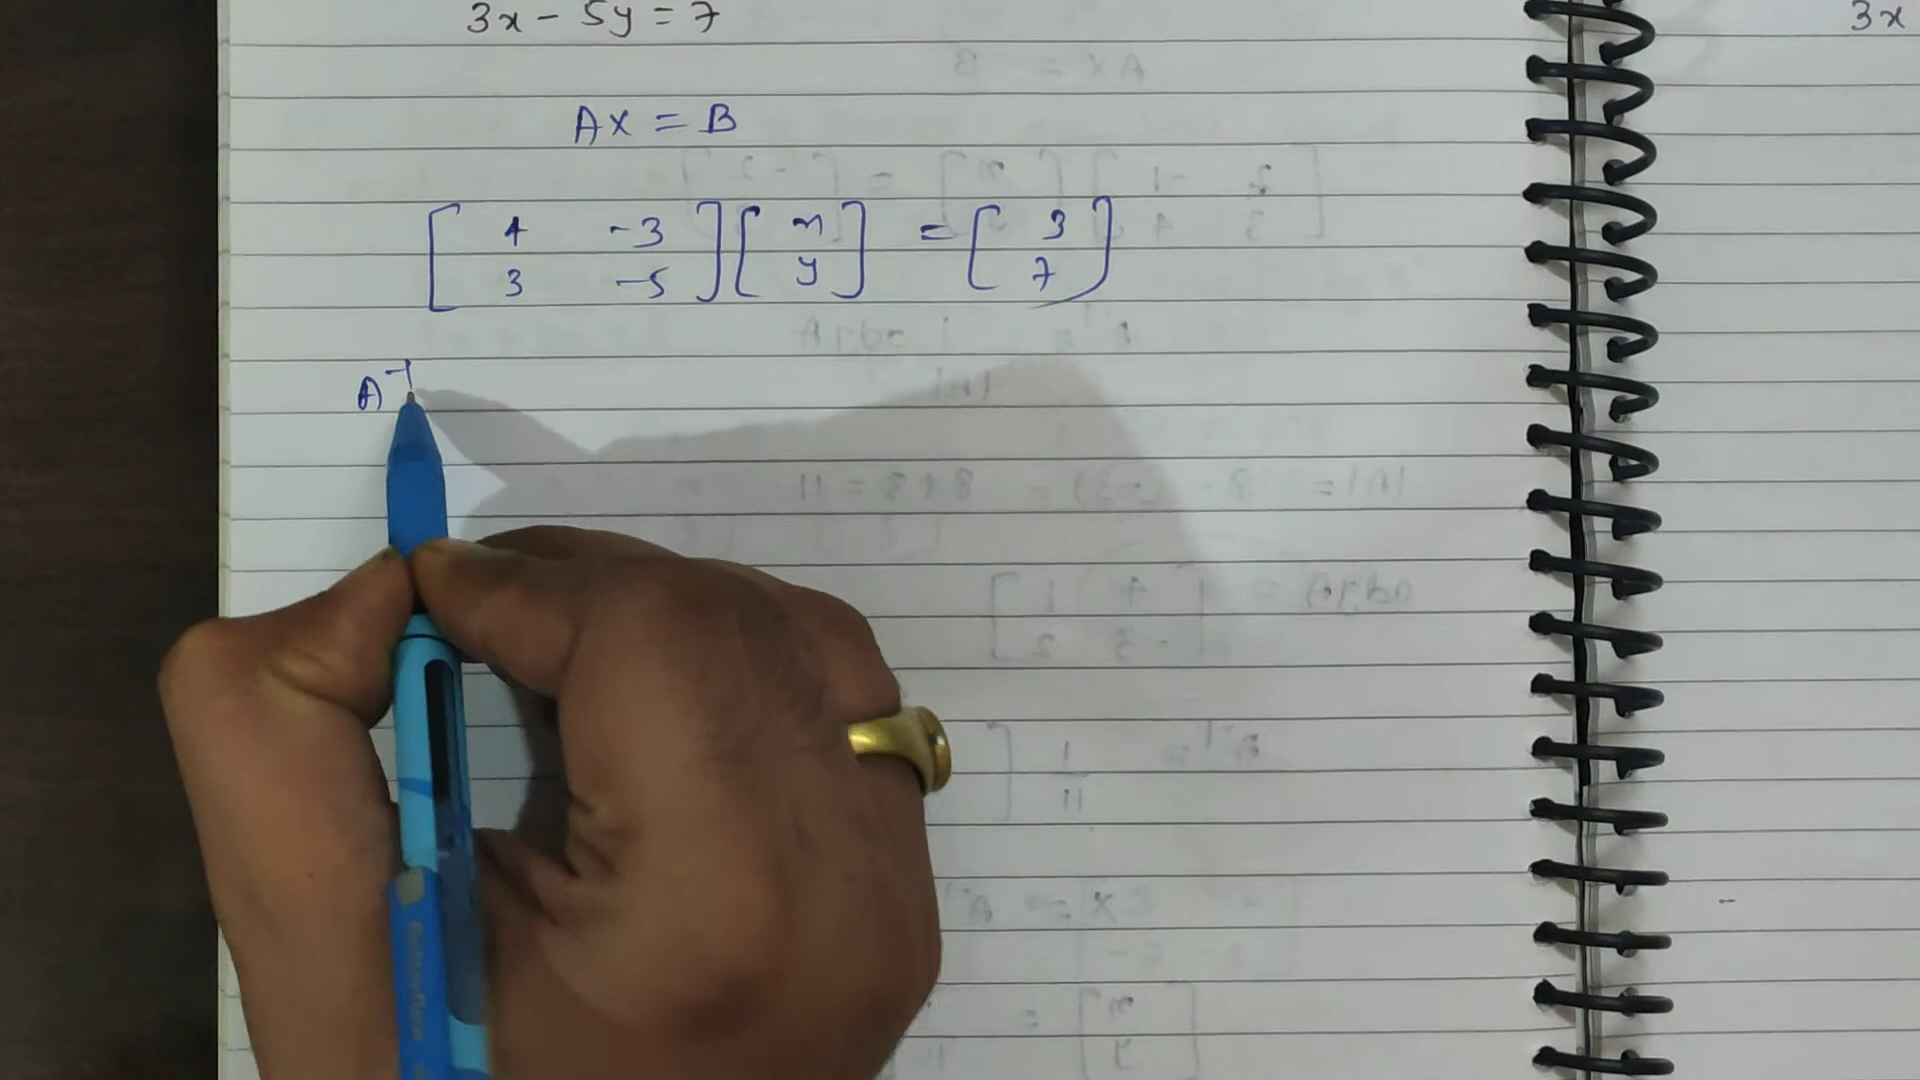 3x - 5y = 7
3x
AX = B
[ 4 -3 ] [ x ] = [ 3 ]
[ 3 -5 ] [ y ] [ 7 ]
A⁻¹